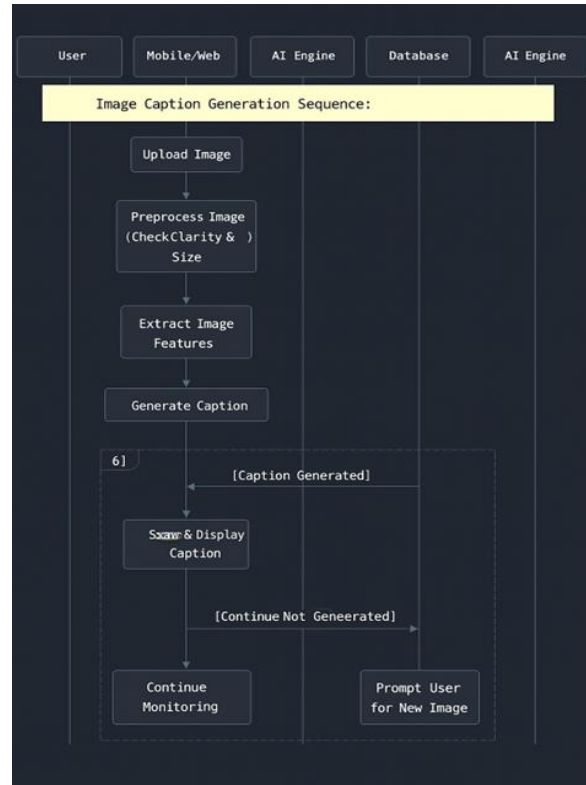 User Mobile/Web AI Engine Database AI Engine
Image Caption Generation Sequence:
Upload Image
Preprocess Image
(CheckClarity & )
Size
Extract Image
Features
Generate Caption
6]
[Caption Generated]
& Display
Caption
[Continue Not Geneerated]
Continue
Monitoring
Prompt User
for New Image